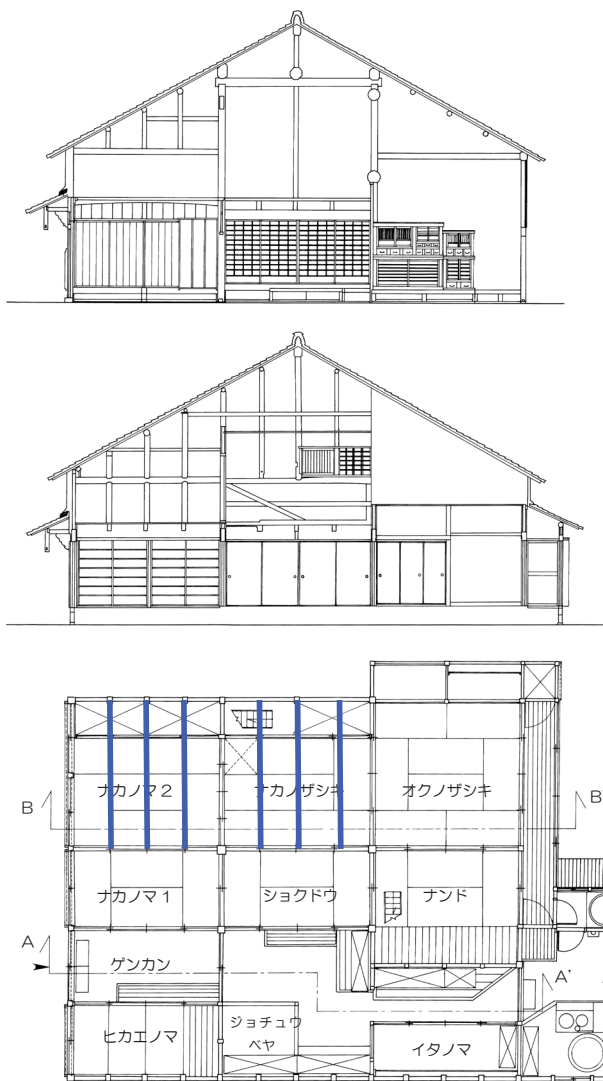 ナカノマ2
ナカノザシキ
オクノザシキ
B
B'
ナカノマ1
ショクドウ
ナンド
A
ゲンカン
A'
ヒカエノマ
ジョチュウ
ベヤ
イタノマ